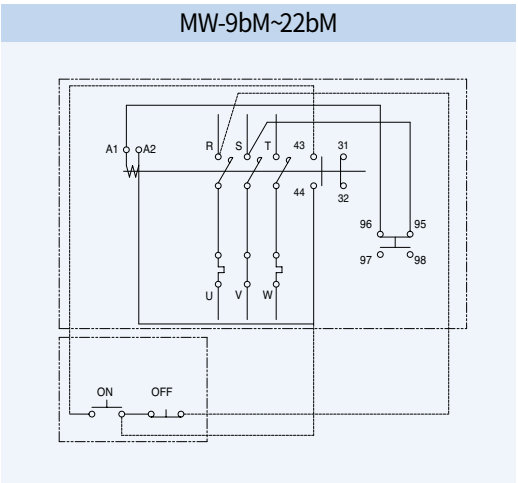 MW-9bM~22bM
R S T 43 31
A1 A2
44 32
96 95
97 98
U V W
ON OFF